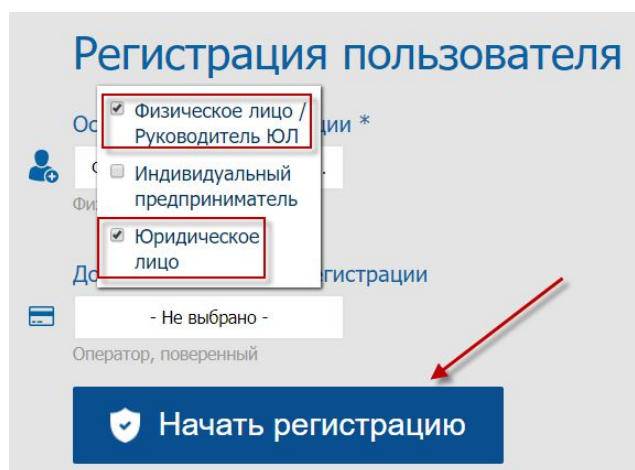 Регистрация пользователя
Физическое лицо /
Руководитель ЮЛ
Индивидуальный
предприниматель
Юридическое
лицо
- Не выбрано -
Оператор, поверенный
Начать регистрацию